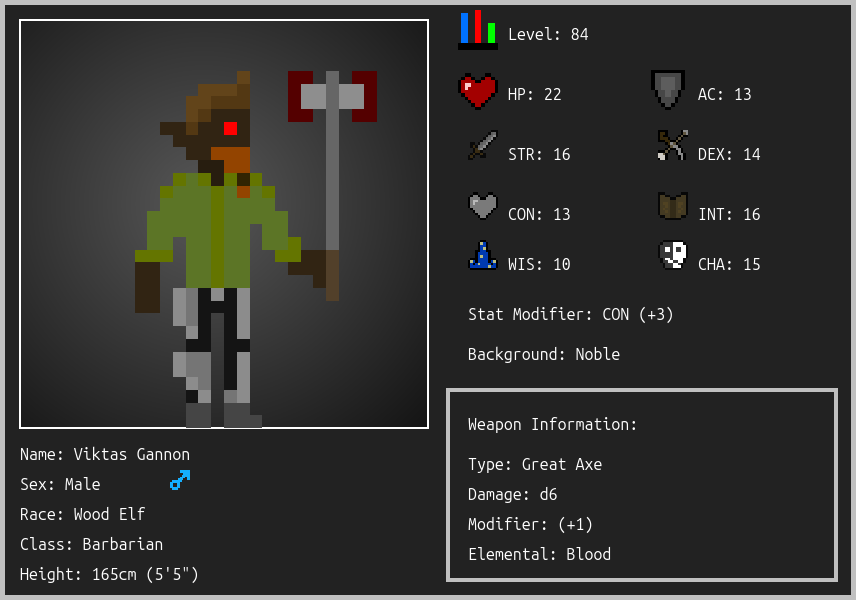 Level: 84
HP: 22
AC: 13
STR: 16
DEX: 14
CON: 13
INT: 16
WIS: 10
CHA: 15
Stat Modifier: CON (+3)
Background: Noble
Weapon Information:
Type: Great Axe
Damage: d6
Modifier: (+1)
Elemental: Blood
Name: Viktas Gannon
Sex: Male
Race: Wood Elf
Class: Barbarian
Height: 165cm (5'5")